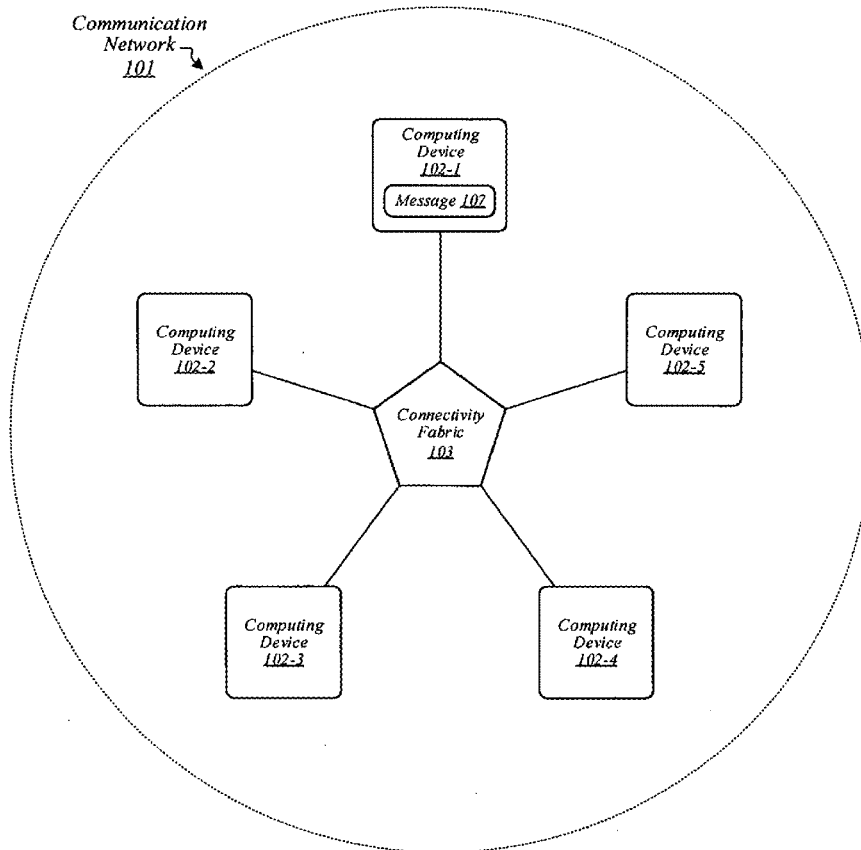 Communication
Network
101
Computing
Device
102-1
Message 107
Computing
Device
102-2
Computing
Device
102-5
Connectivity
Fabric
103
Computing
Device
102-3
Computing
Device
102-4